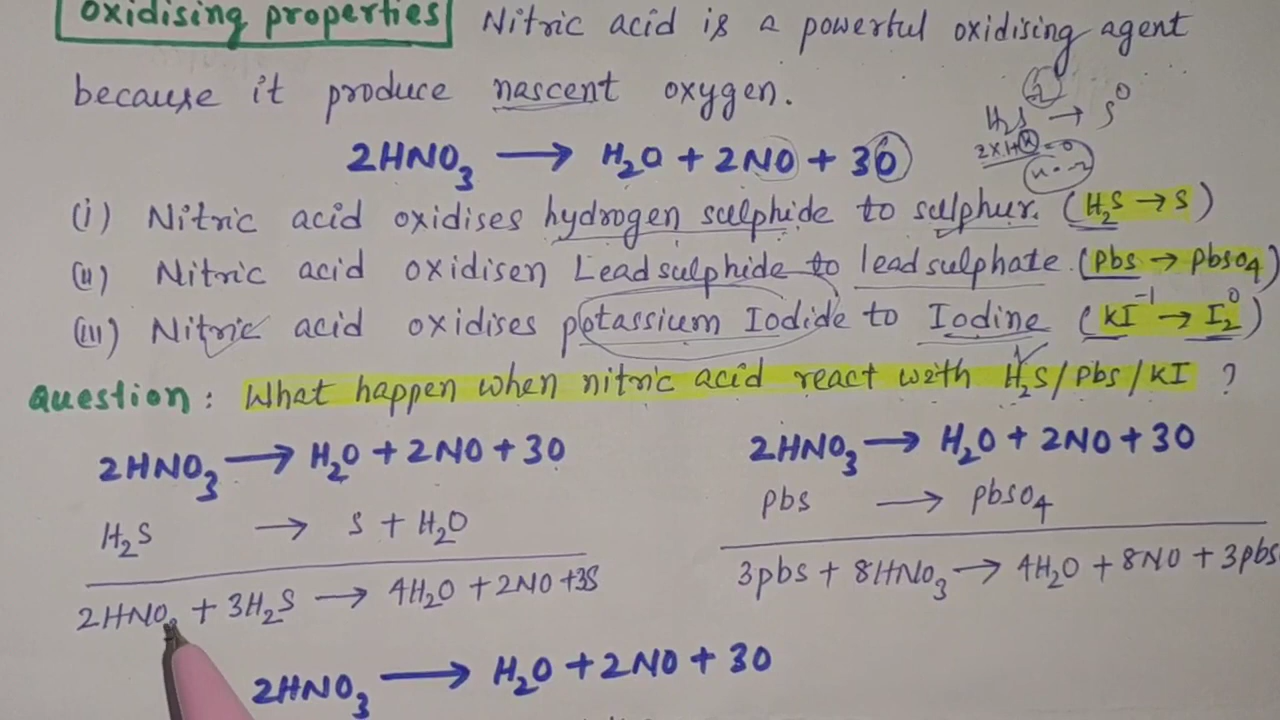 Oxidising properties Nitric acid is a powerful oxidising agent
because it produce nascent oxygen.
H₂S → S⁰
2HNO₃ → H₂O + 2NO + 3O
(i) Nitric acid oxidises hydrogen sulphide to sulphur. (H₂S → S)
(ii) Nitric acid oxidisen Lead sulphide to lead sulphate. (Pbs → PbSO₄)
(iii) Nitric acid oxidises potassium Iodide to Iodine (KI⁻¹ → I₂⁰)
Question: What happen when nitric acid react with H₂S/Pbs/KI ?
2HNO₃ → H₂O + 2NO + 3O
H₂S → S + H₂O
2HNO₃ + 3H₂S → 4H₂O + 2NO + 3S
2HNO₃ → H₂O + 2NO + 3O
Pbs → PbSO₄
3pbs + 8HNO₃ → 4H₂O + 8NO + 3pbs
2HNO₃ → H₂O + 2NO + 3O